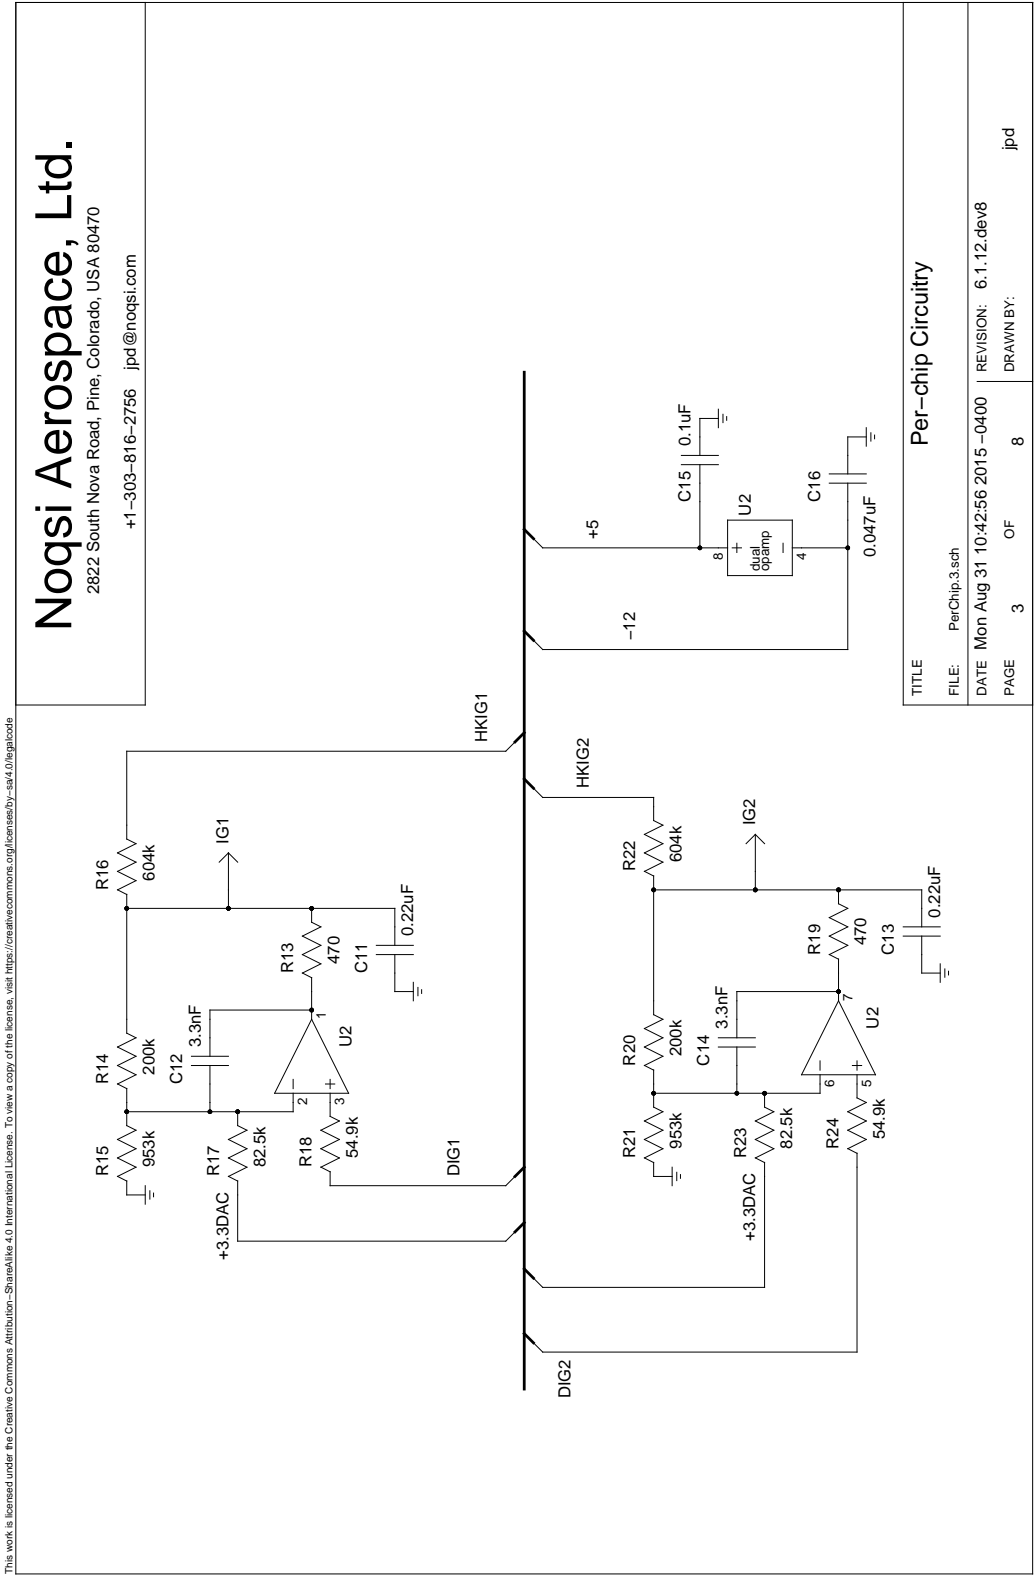 This work is licensed under the Creative Commons Attribution−ShareAlike 4.0 International License. To view a copy of the license, visit https://creativecommons.org/licenses/by−sa/4.0/legalcode
Noqsi Aerospace, Ltd.
2822 South Nova Road, Pine, Colorado, USA 80470
+1−303−816−2756 jpd@noqsi.com
R15
953k
R14
200k
R16
604k
C12
3.3nF
IG1
R17
82.5k
+3.3DAC
2
3
1
U2
R13
470
R18
54.9k
C11
0.22uF
DIG1
HKIG1
DIG2
HKIG2
−12
+5
R21
953k
R20
200k
R22
604k
C14
3.3nF
IG2
R23
82.5k
+3.3DAC
6
5
7
U2
R19
470
R24
54.9k
C13
0.22uF
C15
0.1uF
U2
8
+
dual
opamp
−
4
C16
0.047uF
TITLE
Per−chip Circuitry
FILE: PerChip.3.sch
DATE Mon Aug 31 10:42:56 2015 −0400
REVISION: 6.1.12.dev8
PAGE 3 OF 8
DRAWN BY: jpd